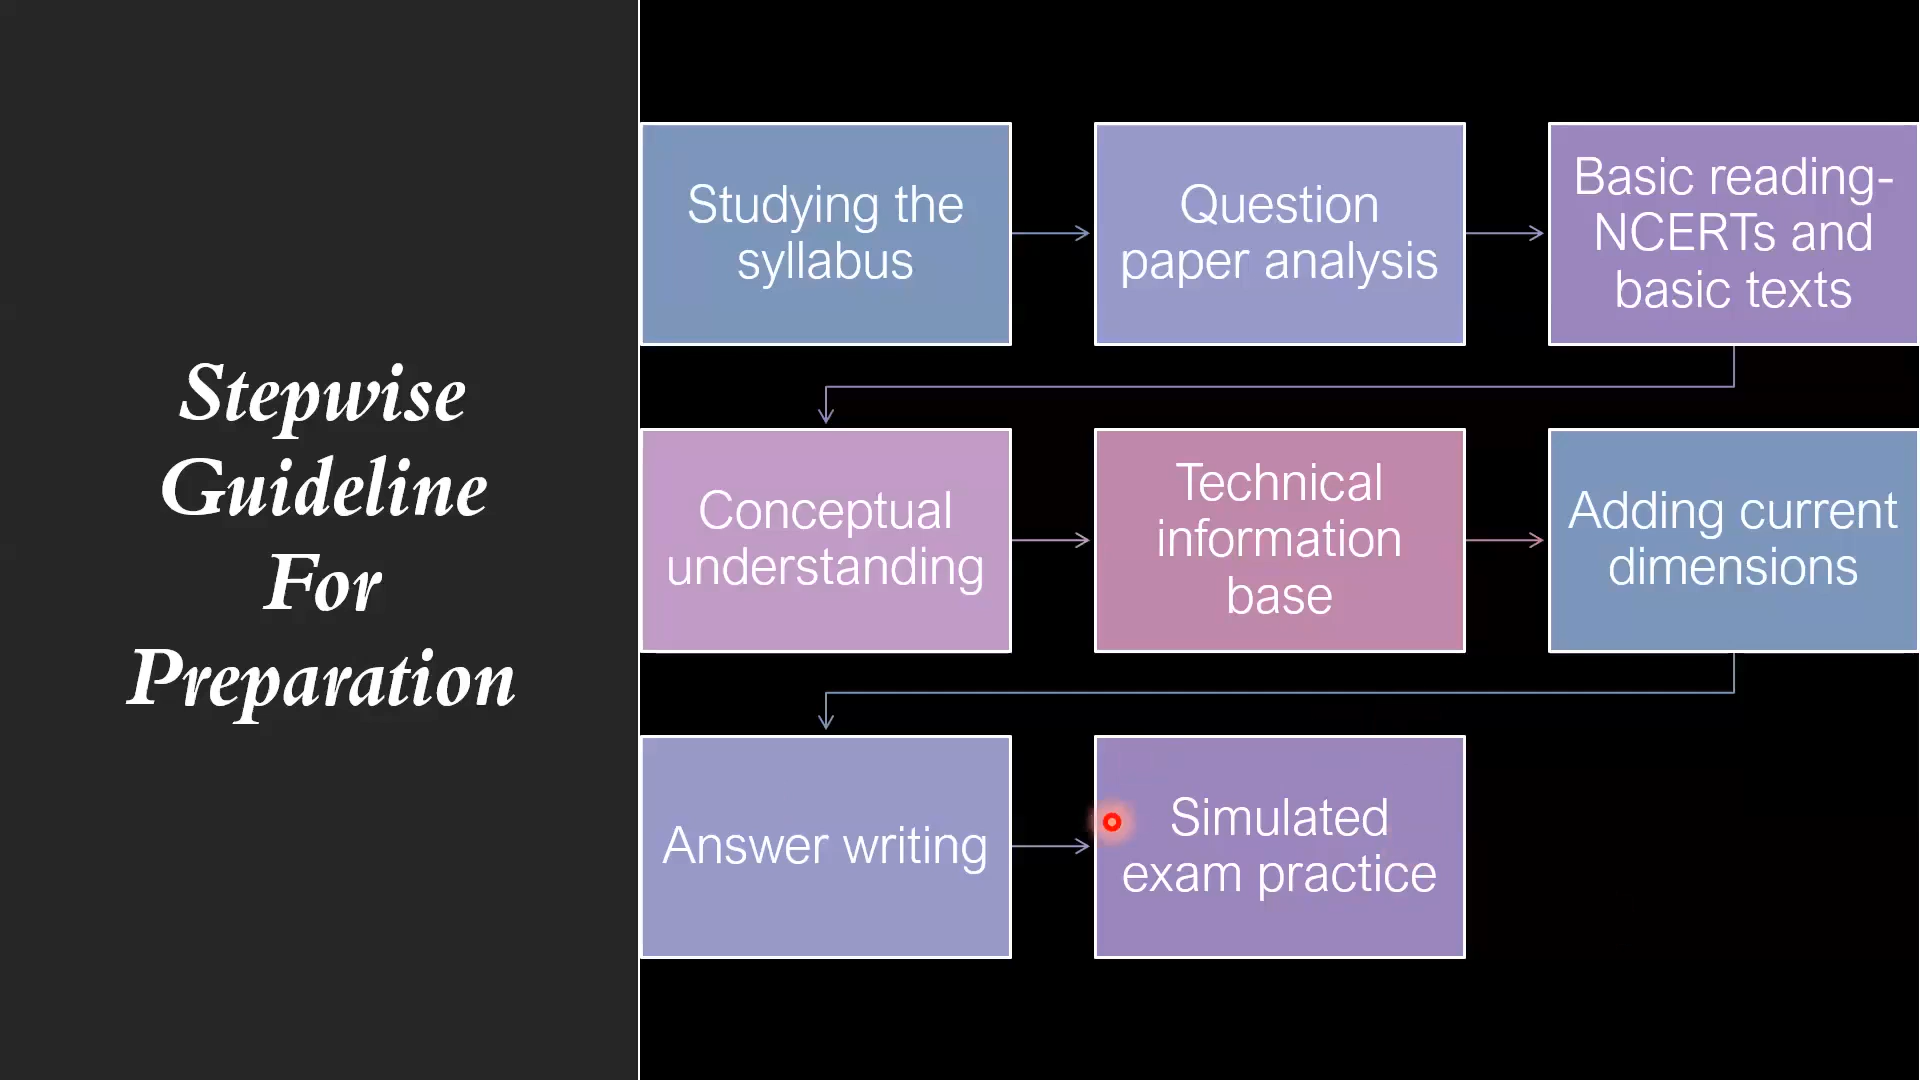 Stepwise
Guideline
For
Preparation
Studying the
syllabus
Question
paper analysis
Basic reading-
NCERTs and
basic texts
Conceptual
understanding
Technical
information
base
Adding current
dimensions
Answer writing
Simulated
exam practice